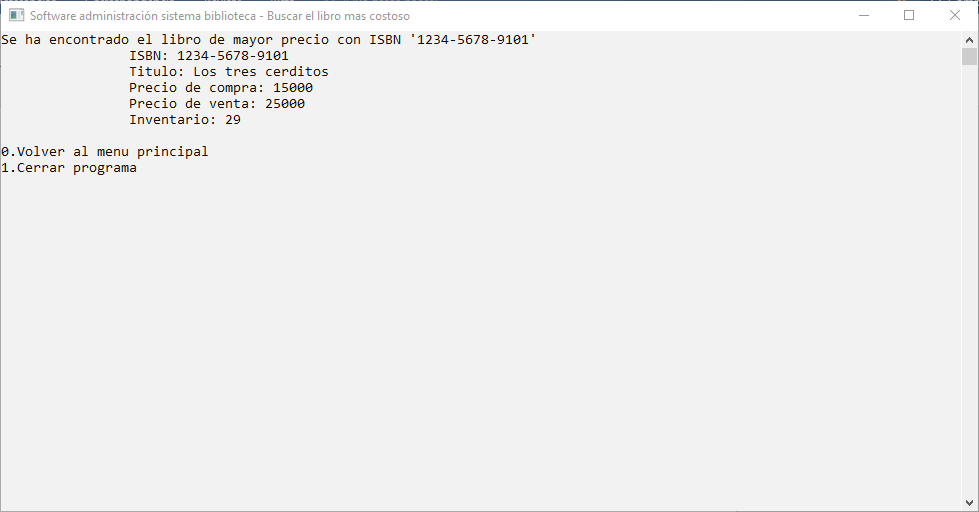 Software administración sistema biblioteca - Buscar el libro mas costoso
Se ha encontrado el libro de mayor precio con ISBN '1234-5678-9101'
ISBN: 1234-5678-9101
Titulo: Los tres cerditos
Precio de compra: 15000
Precio de venta: 25000
Inventario: 29
0.Volver al menu principal
1.Cerrar programa